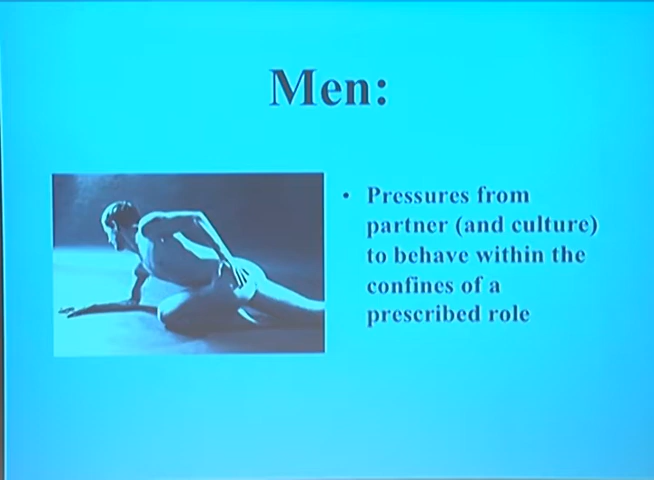 Men:
• Pressures from
partner (and culture)
to behave within the
confines of a
prescribed role